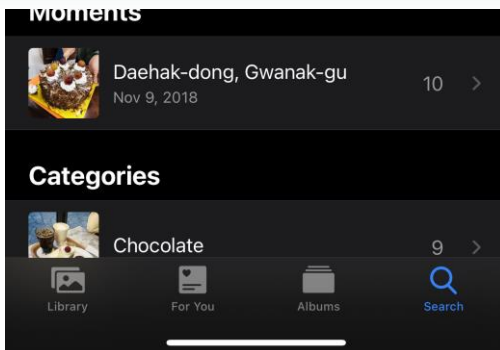 Moments
Daehak-dong, Gwanak-gu
Nov 9, 2018
10
Categories
Chocolate
9
Library
For You
Albums
Search